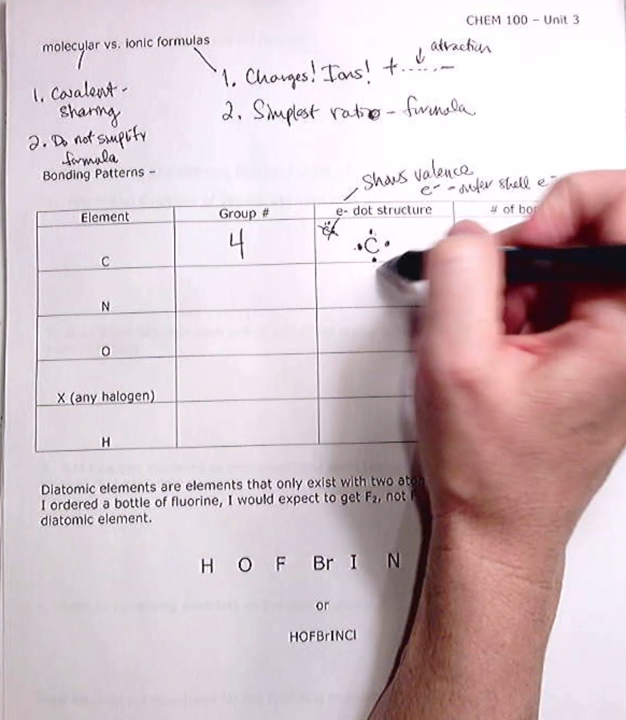 CHEM 100 – Unit 3
molecular vs. ionic formulas
attraction
1. Charges! Ions! + ...... –
1. Covalent -
sharing
2. Simplest ratio - formula
2. Do not simplify
formula
Bonding Patterns –
Shows valence
e- - outer shell e-
Element Group # e- dot structure # of bo
C 4 C
N
O
X (any halogen)
H
Diatomic elements are elements that only exist with two ato
I ordered a bottle of fluorine, I would expect to get F₂, not
diatomic element.
H O F Br I N
or
HOFBrINCl